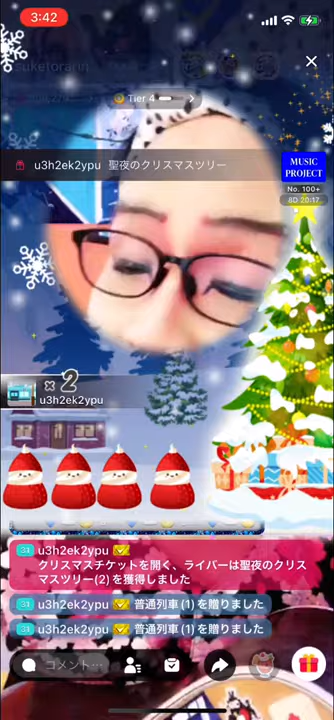 3:42
suketorarin
Tier 4
u3h2ek2ypu 聖夜のクリスマスツリー
MUSIC
PROJECT
No. 100+
8D 20:17
x 2
u3h2ek2ypu
31 u3h2ek2ypu
クリスマスチケットを開く、ライバーは聖夜のクリス
マスツリー(2)を獲得しました
31 u3h2ek2ypu 普通列車(1)を贈りました
31 u3h2ek2ypu 普通列車(1)を贈りました
コメント…